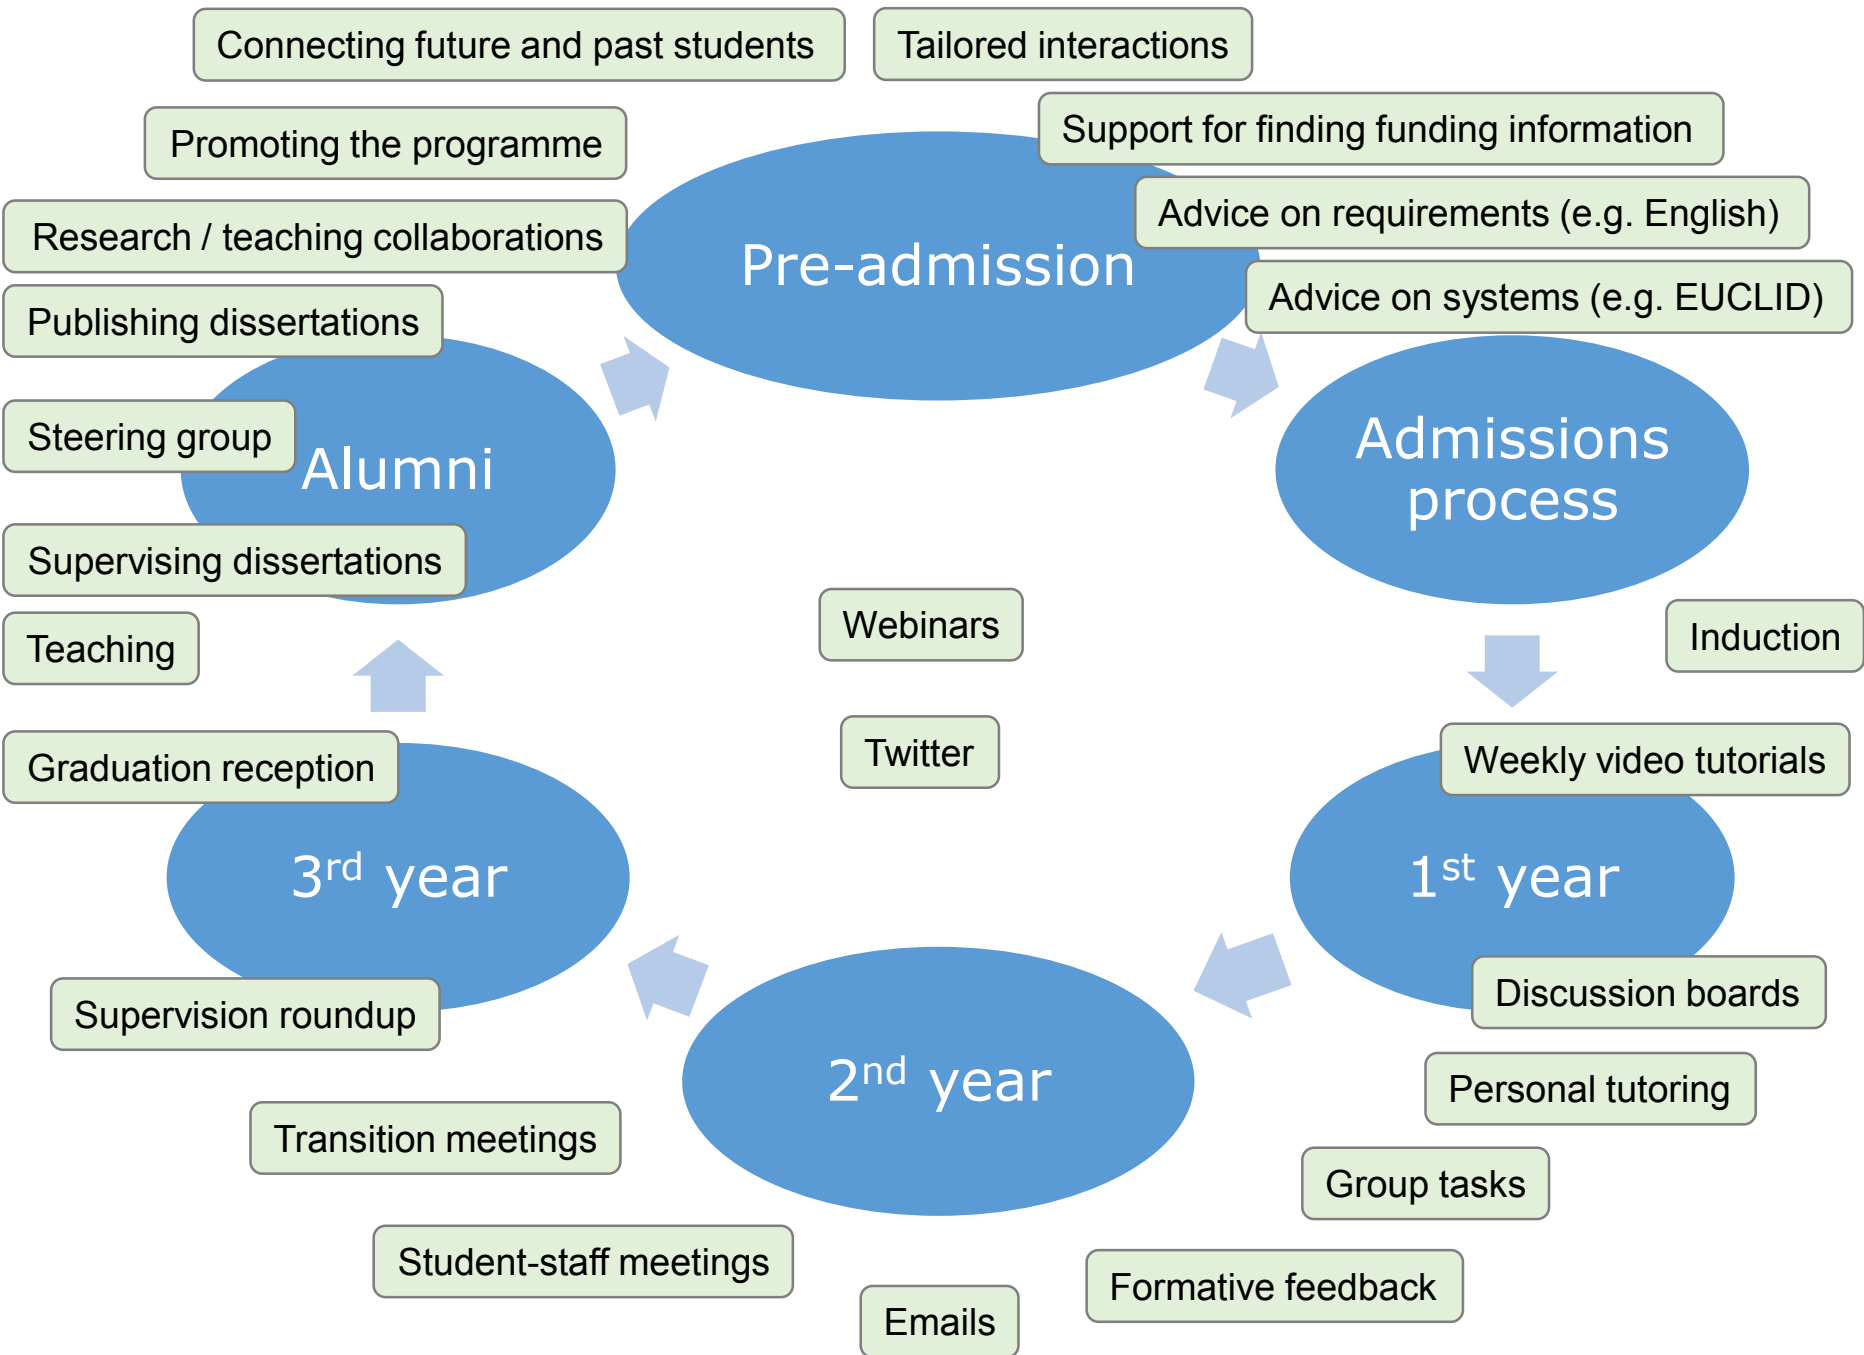 Connecting future and past students
Tailored interactions
Promoting the programme
Support for finding funding information
Research / teaching collaborations
Advice on requirements (e.g. English)
Pre-admission
Advice on systems (e.g. EUCLID)
Publishing dissertations
Steering group
Alumni
Admissions
process
Supervising dissertations
Webinars
Teaching
Induction
Twitter
Graduation reception
Weekly video tutorials
3rd year
1st year
Supervision roundup
Discussion boards
2nd year
Personal tutoring
Transition meetings
Group tasks
Student-staff meetings
Formative feedback
Emails